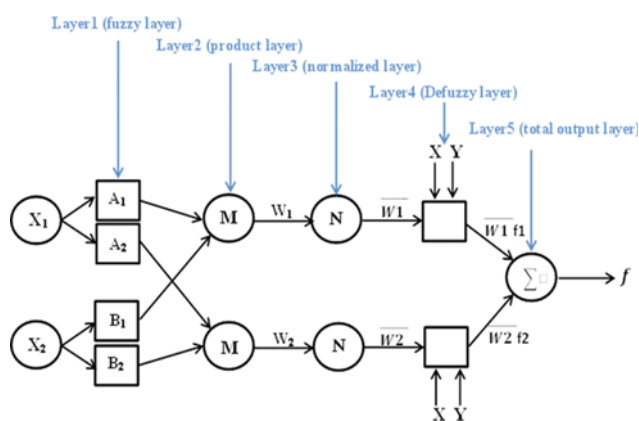 Layer1 (fuzzy layer)
Layer2 (product layer)
Layer3 (normalized layer)
Layer4 (Defuzzy layer)
Layer5 (total output layer)
X Y
X₁
A₁
A₂
M
W₁
N
W1
W1 f1
∑
f
X₂
B₁
B₂
M
W₂
N
W2
W2 f2
X Y